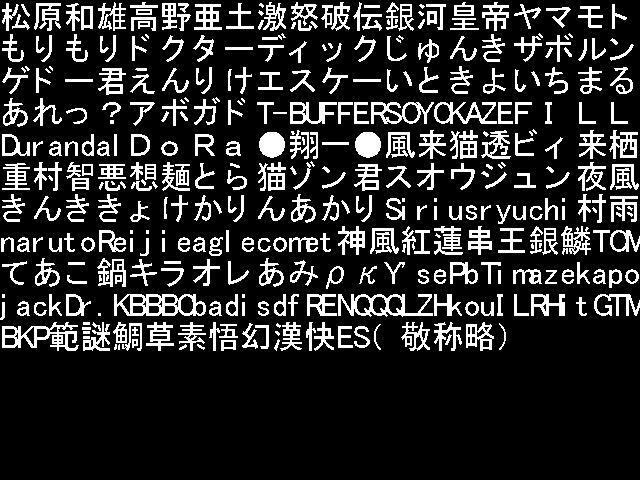 松原和雄高野亜土激怒破伝銀河皇帝ヤマモト
もりもりドクターディックじゅんきザボルン
ゲドー君えんりけエスケーいときよいちまる
あれっ？アボガドT-BUFFERSOYOKAZEFＩＬＬ
DurandalＤｏＲａ●翔一●風来猫透ビィ来栖
重村智悪想麺とら猫ゾン君スオウジュン夜風
きんききょけかりんあかりSiriusryuchi村雨
narutoReijieaglecomet神風紅蓮串王銀鱗TOM
てあこ鍋キラオレあみρκΥ'sePbTimazekapo
jackDr.KBBBBObadisdfRENQQQLZHkouILRHitGTM
BKP範謎鯛草素悟幻漢快ES(敬称略)